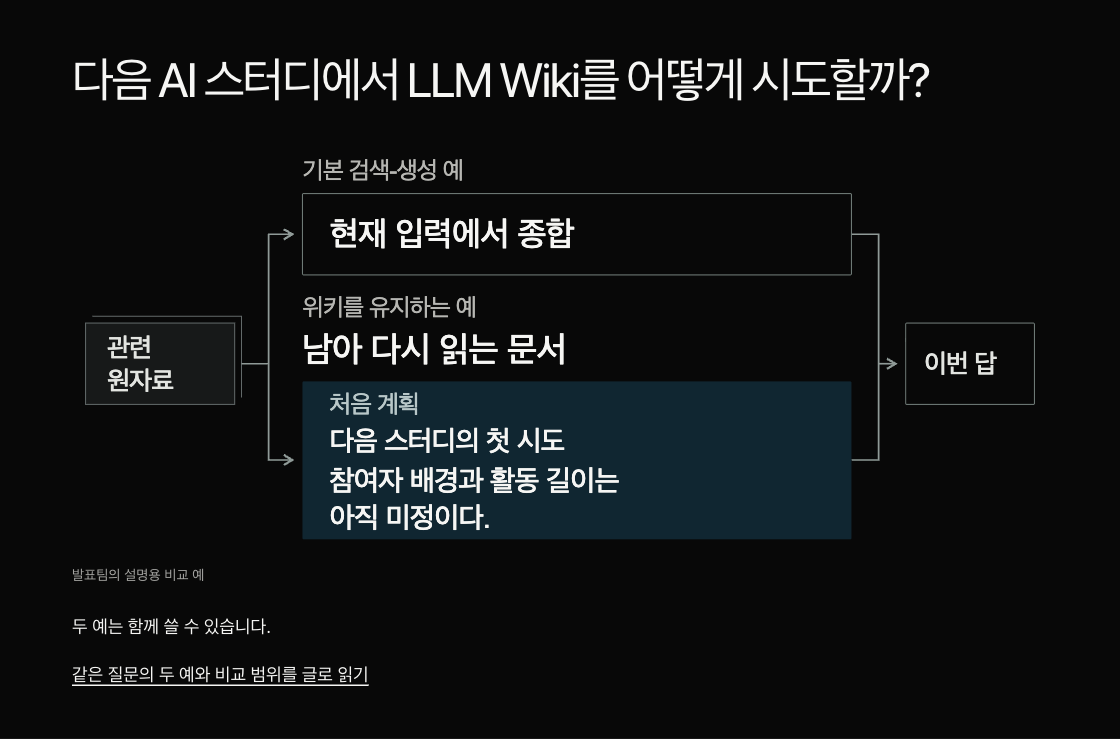 다음 AI 스터디에서 LLM Wiki를 어떻게 시도할까?
기본 검색-생성 예
현재 입력에서 종합
위키를 유지하는 예
남아 다시 읽는 문서
관련
원자료
처음 계획
다음 스터디의 첫 시도
참여자 배경과 활동 길이는
아직 미정이다.
이번 답
발표팀의 설명용 비교 예
두 예는 함께 쓸 수 있습니다.
같은 질문의 두 예와 비교 범위를 글로 읽기